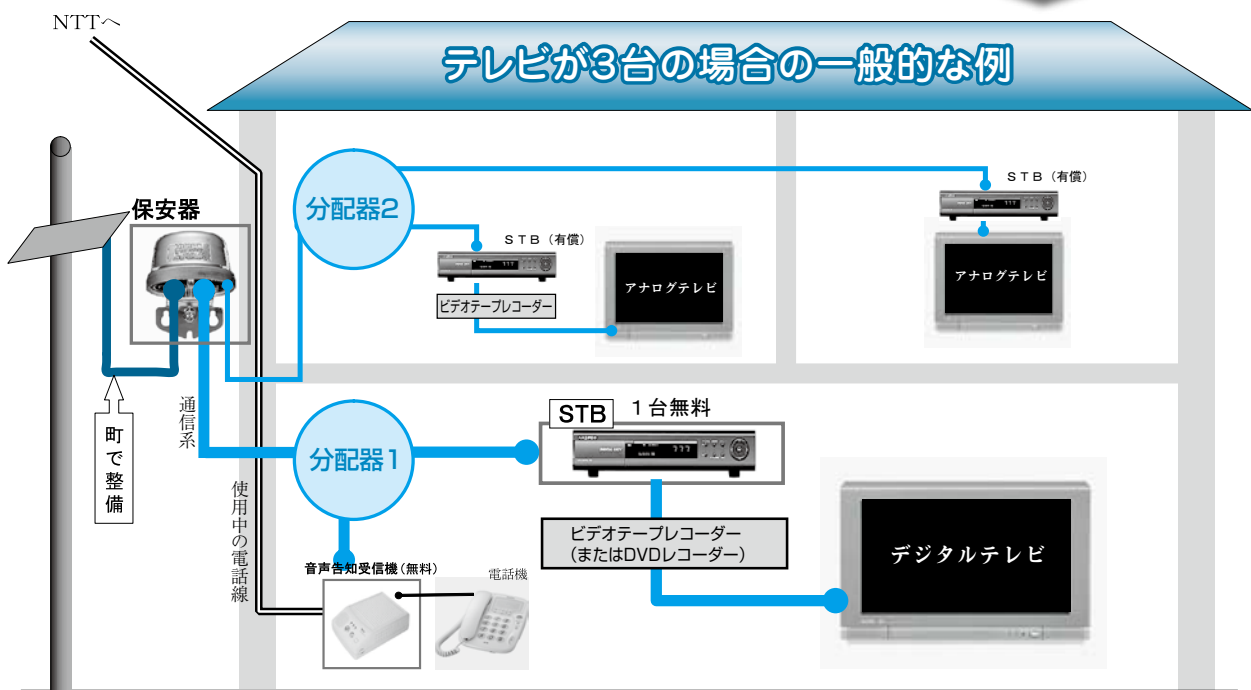 NTTへ
テレビが3台の場合の一般的な例
保安器
分配器2
STB(有償)
ビデオテープレコーダー
アナログテレビ
STB(有償)
アナログテレビ
通信系
町で整備
使用中の電話線
分配器1
STB
1台無料
ビデオテープレコーダー
(またはDVDレコーダー)
デジタルテレビ
音声告知受信機(無料)
電話機